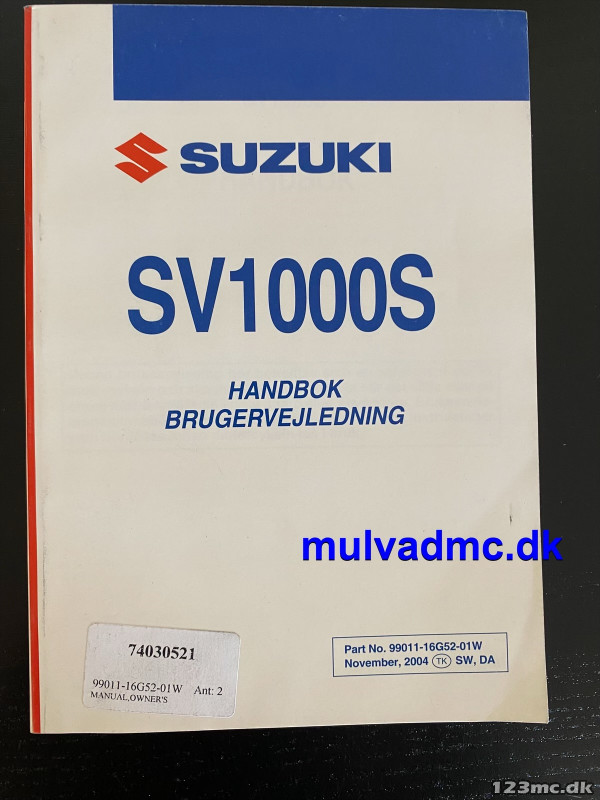 SUZUKI
SV1000S
HANDBOK
BRUGERVEJLEDNING
mulvadmc.dk
Part No. 99011-16G52-01W
November, 2004 TK SW, DA
74030521
99011-16G52-01W Ant: 2
MANUAL,OWNER'S
123mc.dk